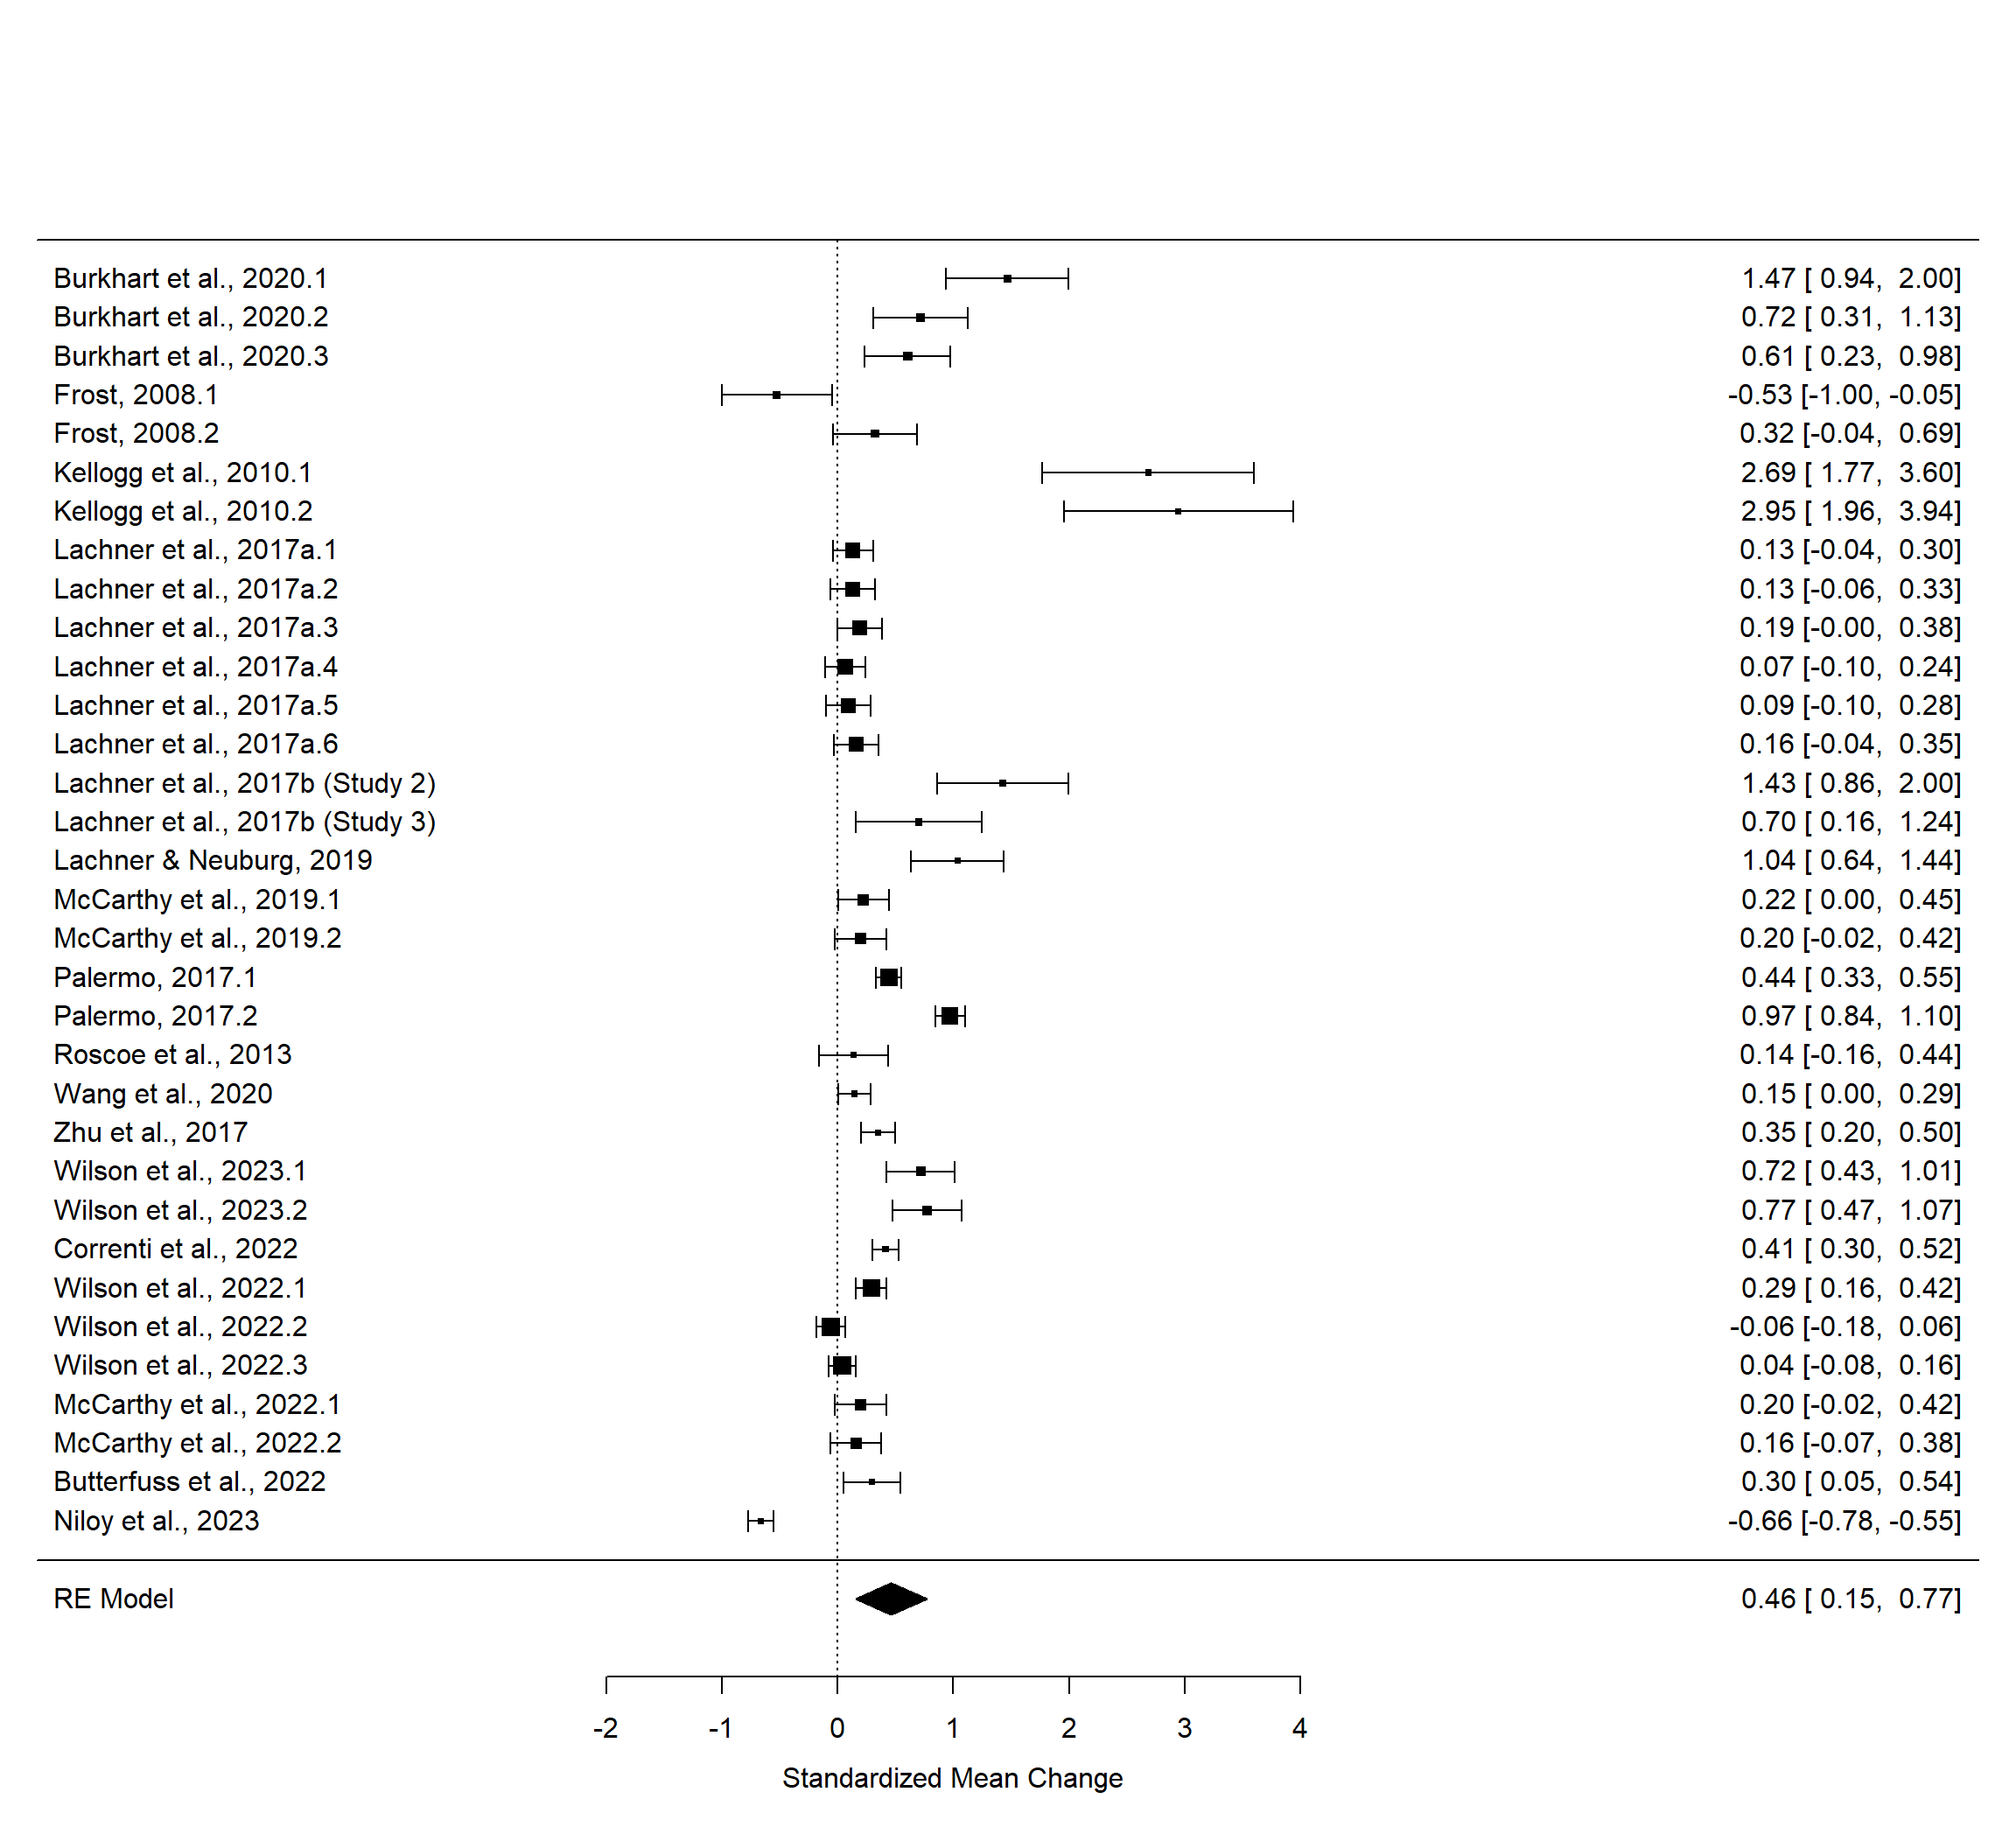 Burkhart et al., 2020.1 1.47 [ 0.94, 2.00]
Burkhart et al., 2020.2 0.72 [ 0.31, 1.13]
Burkhart et al., 2020.3 0.61 [ 0.23, 0.98]
Frost, 2008.1 -0.53 [-1.00, -0.05]
Frost, 2008.2 0.32 [-0.04, 0.69]
Kellogg et al., 2010.1 2.69 [ 1.77, 3.60]
Kellogg et al., 2010.2 2.95 [ 1.96, 3.94]
Lachner et al., 2017a.1 0.13 [-0.04, 0.30]
Lachner et al., 2017a.2 0.13 [-0.06, 0.33]
Lachner et al., 2017a.3 0.19 [-0.00, 0.38]
Lachner et al., 2017a.4 0.07 [-0.10, 0.24]
Lachner et al., 2017a.5 0.09 [-0.10, 0.28]
Lachner et al., 2017a.6 0.16 [-0.04, 0.35]
Lachner et al., 2017b (Study 2) 1.43 [ 0.86, 2.00]
Lachner et al., 2017b (Study 3) 0.70 [ 0.16, 1.24]
Lachner & Neuburg, 2019 1.04 [ 0.64, 1.44]
McCarthy et al., 2019.1 0.22 [ 0.00, 0.45]
McCarthy et al., 2019.2 0.20 [-0.02, 0.42]
Palermo, 2017.1 0.44 [ 0.33, 0.55]
Palermo, 2017.2 0.97 [ 0.84, 1.10]
Roscoe et al., 2013 0.14 [-0.16, 0.44]
Wang et al., 2020 0.15 [ 0.00, 0.29]
Zhu et al., 2017 0.35 [ 0.20, 0.50]
Wilson et al., 2023.1 0.72 [ 0.43, 1.01]
Wilson et al., 2023.2 0.77 [ 0.47, 1.07]
Correnti et al., 2022 0.41 [ 0.30, 0.52]
Wilson et al., 2022.1 0.29 [ 0.16, 0.42]
Wilson et al., 2022.2 -0.06 [-0.18, 0.06]
Wilson et al., 2022.3 0.04 [-0.08, 0.16]
McCarthy et al., 2022.1 0.20 [-0.02, 0.42]
McCarthy et al., 2022.2 0.16 [-0.07, 0.38]
Butterfuss et al., 2022 0.30 [ 0.05, 0.54]
Niloy et al., 2023 -0.66 [-0.78, -0.55]
RE Model 0.46 [ 0.15, 0.77]
-2 -1 0 1 2 3 4
Standardized Mean Change